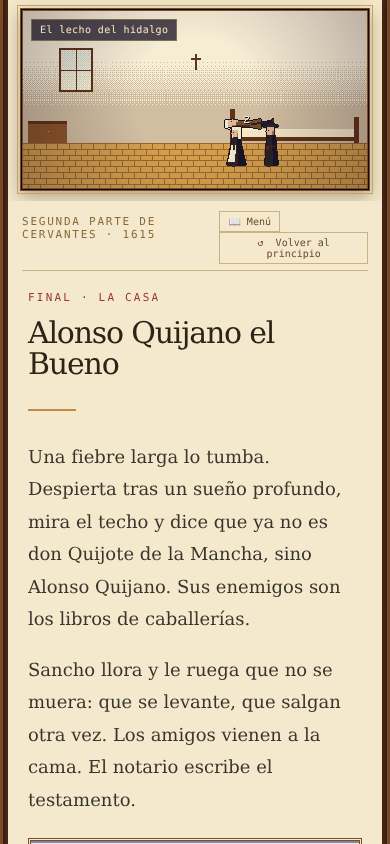 El lecho del hidalgo
SEGUNDA PARTE DE
CERVANTES · 1615
📖 Menú
↺ Volver al
principio
FINAL · LA CASA
Alonso Quijano el
Bueno
Una fiebre larga lo tumba.
Despierta tras un sueño profundo,
mira el techo y dice que ya no es
don Quijote de la Mancha, sino
Alonso Quijano. Sus enemigos son
los libros de caballerías.
Sancho llora y le ruega que no se
muera: que se levante, que salgan
otra vez. Los amigos vienen a la
cama. El notario escribe el
testamento.